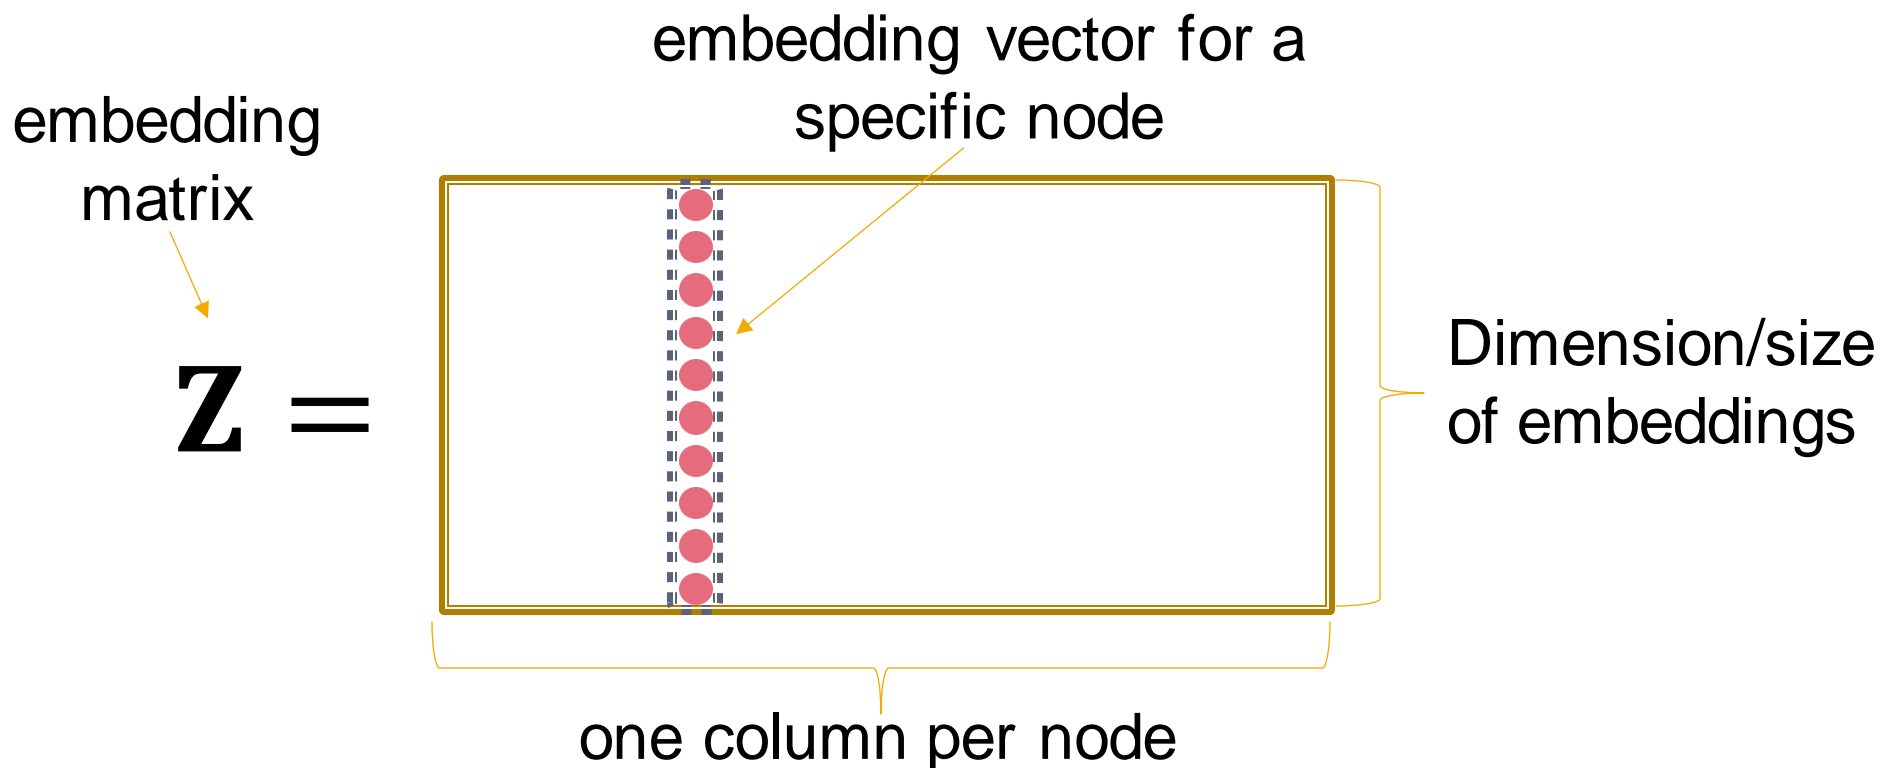 embedding vector for a
specific node
embedding
matrix
Z =
Dimension/size
of embeddings
one column per node